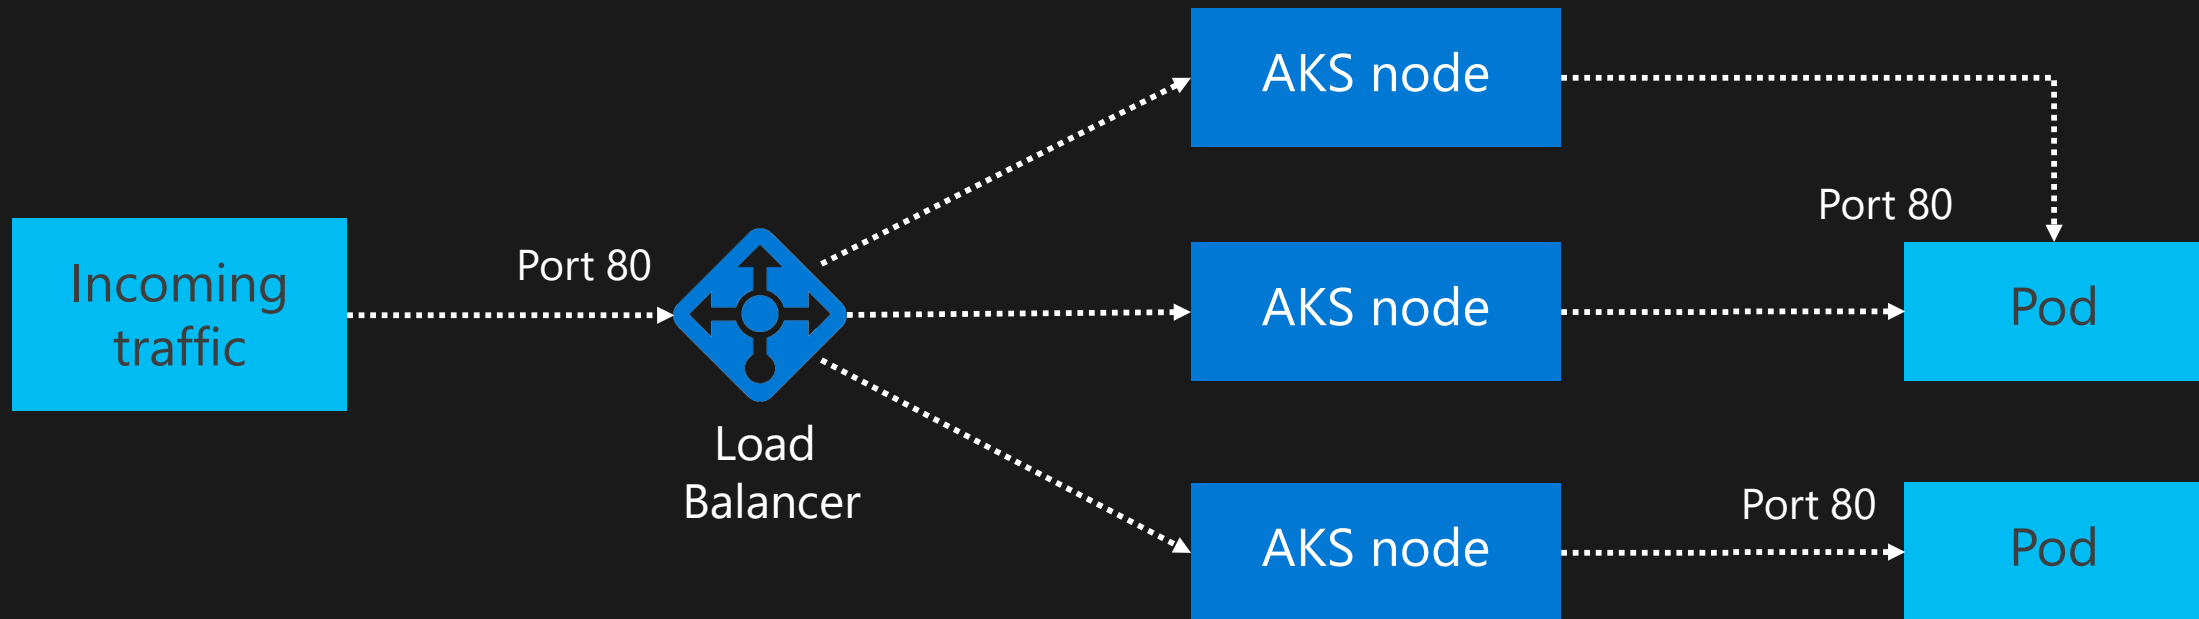 Incoming
traffic
Port 80
Load
Balancer
AKS node
AKS node
AKS node
Port 80
Pod
Port 80
Pod